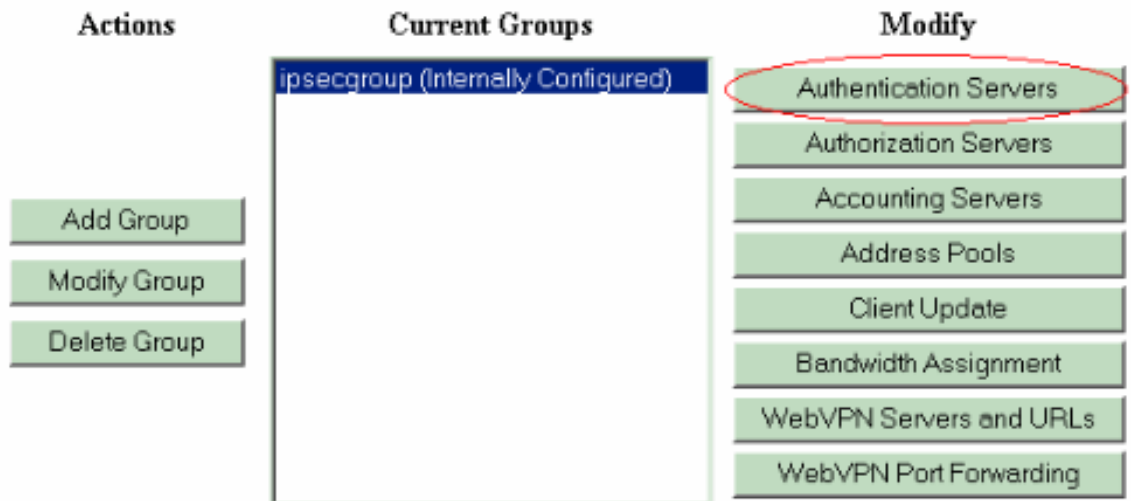 Actions
Current Groups
Modify
Add Group
Modify Group
Delete Group
ipsecgroup (Internally Configured)
Authentication Servers
Authorization Servers
Accounting Servers
Address Pools
Client Update
Bandwidth Assignment
WebVPN Servers and URLs
WebVPN Port Forwarding